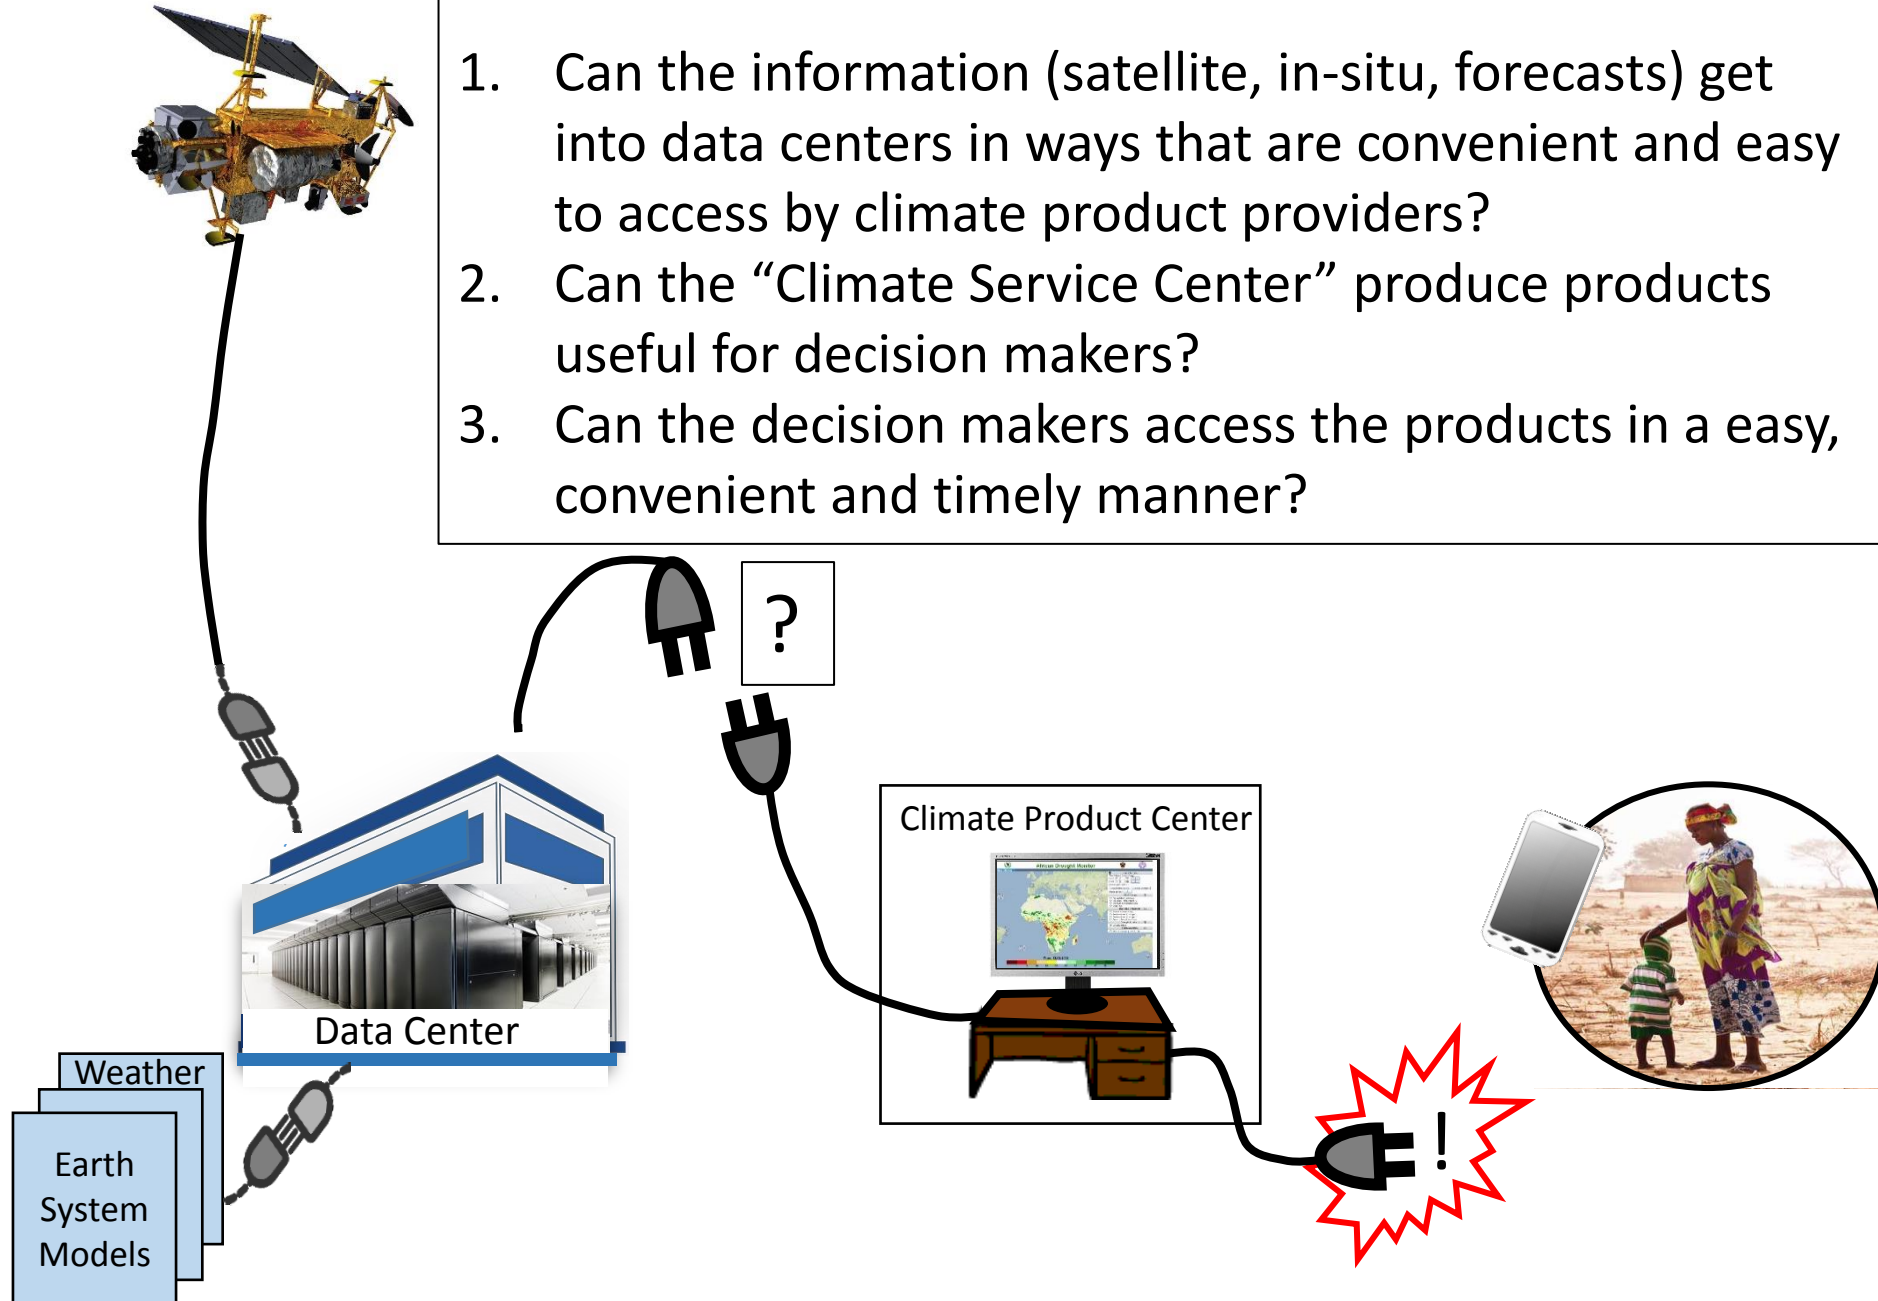 1. Can the information (satellite, in-situ, forecasts) get
into data centers in ways that are convenient and easy
to access by climate product providers?
2. Can the “Climate Service Center” produce products
useful for decision makers?
3. Can the decision makers access the products in a easy,
convenient and timely manner?
?
Climate Product Center
African Drought Monitor
Data Center
Weather
Earth
System
Models
!